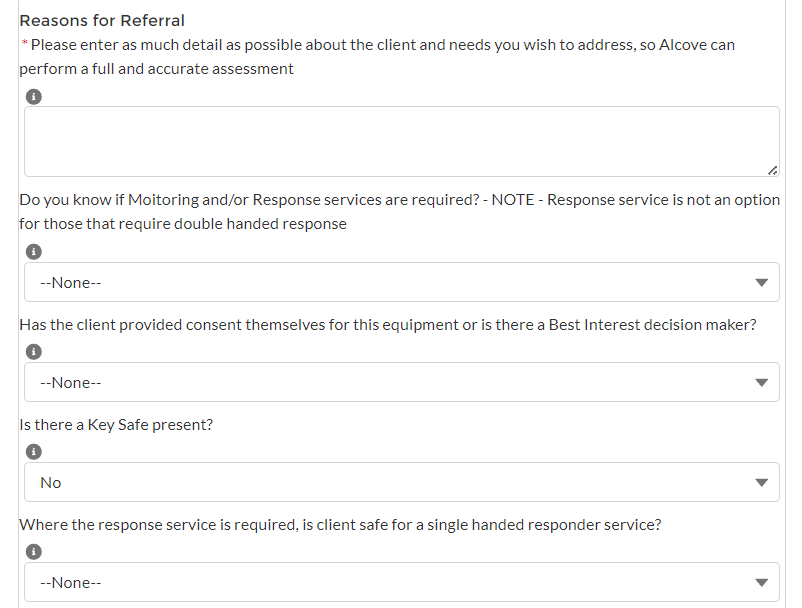 Reasons for Referral
*Please enter as much detail as possible about the client and needs you wish to address, so Alcove can
perform a full and accurate assessment
Do you know if Moitoring and/or Response services are required? - NOTE - Response service is not an option
for those that require double handed response
--None--
Has the client provided consent themselves for this equipment or is there a Best Interest decision maker?
--None--
Is there a Key Safe present?
No
Where the response service is required, is client safe for a single handed responder service?
--None--